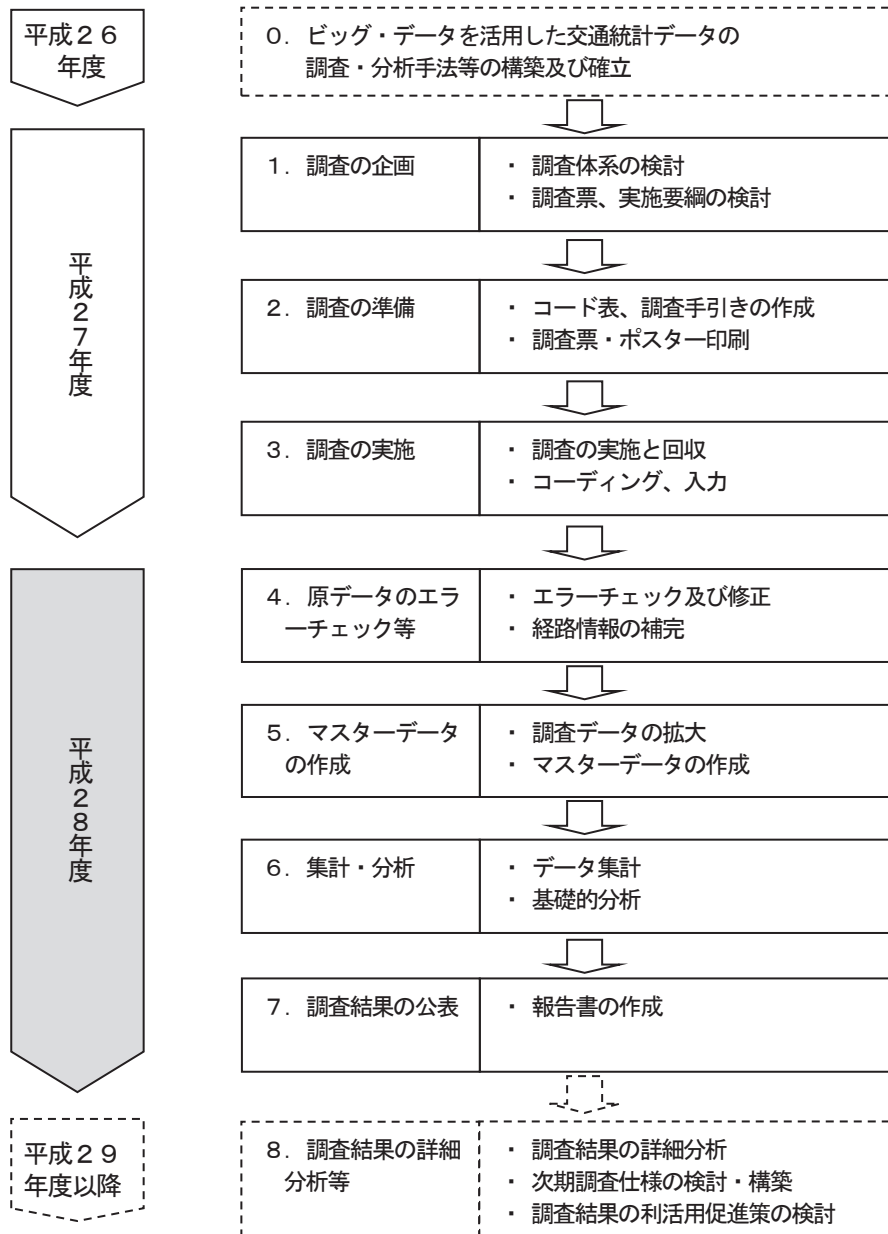 平成２６
年度
０．ビッグ・データを活用した交通統計データの
調査・分析手法等の構築及び確立
平成２７年度
１．調査の企画
・ 調査体系の検討
・ 調査票、実施要綱の検討
２．調査の準備
・ コード表、調査手引きの作成
・ 調査票・ポスター印刷
３．調査の実施
・ 調査の実施と回収
・ コーディング、入力
平成２８年度
４．原データのエラ
ーチェック等
・ エラーチェック及び修正
・ 経路情報の補完
５．マスターデータ
の作成
・ 調査データの拡大
・ マスターデータの作成
６．集計・分析
・ データ集計
・ 基礎的分析
７．調査結果の公表
・ 報告書の作成
平成２９
年度以降
８．調査結果の詳細
分析等
・ 調査結果の詳細分析
・ 次期調査仕様の検討・構築
・ 調査結果の利活用促進策の検討